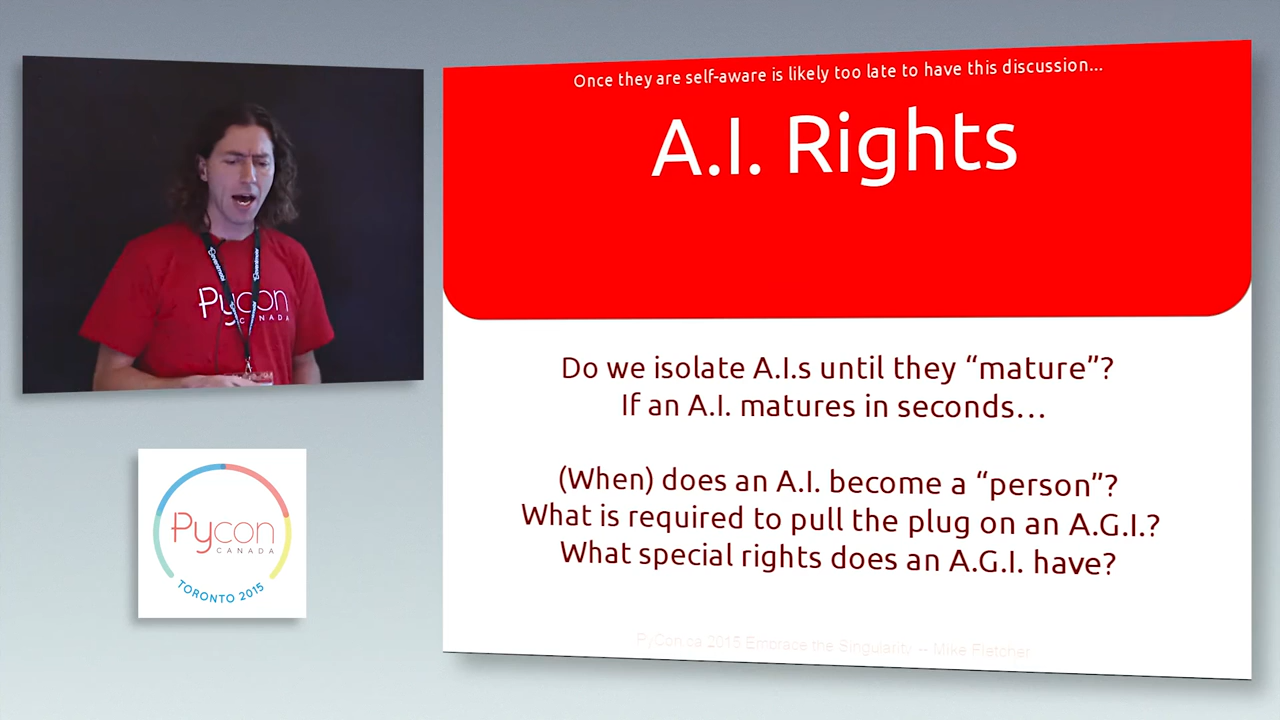 Once they are self-aware is likely too late to have this discussion...
A.I. Rights
Do we isolate A.I.s until they “mature”?
If an A.I. matures in seconds…
(When) does an A.I. become a “person”?
What is required to pull the plug on an A.G.I.?
What special rights does an A.G.I. have?
PyCon.ca 2015 Embrace the Singularity -- Mike Fletcher
Pycon
CANADA
Pycon
CANADA
TORONTO 2015